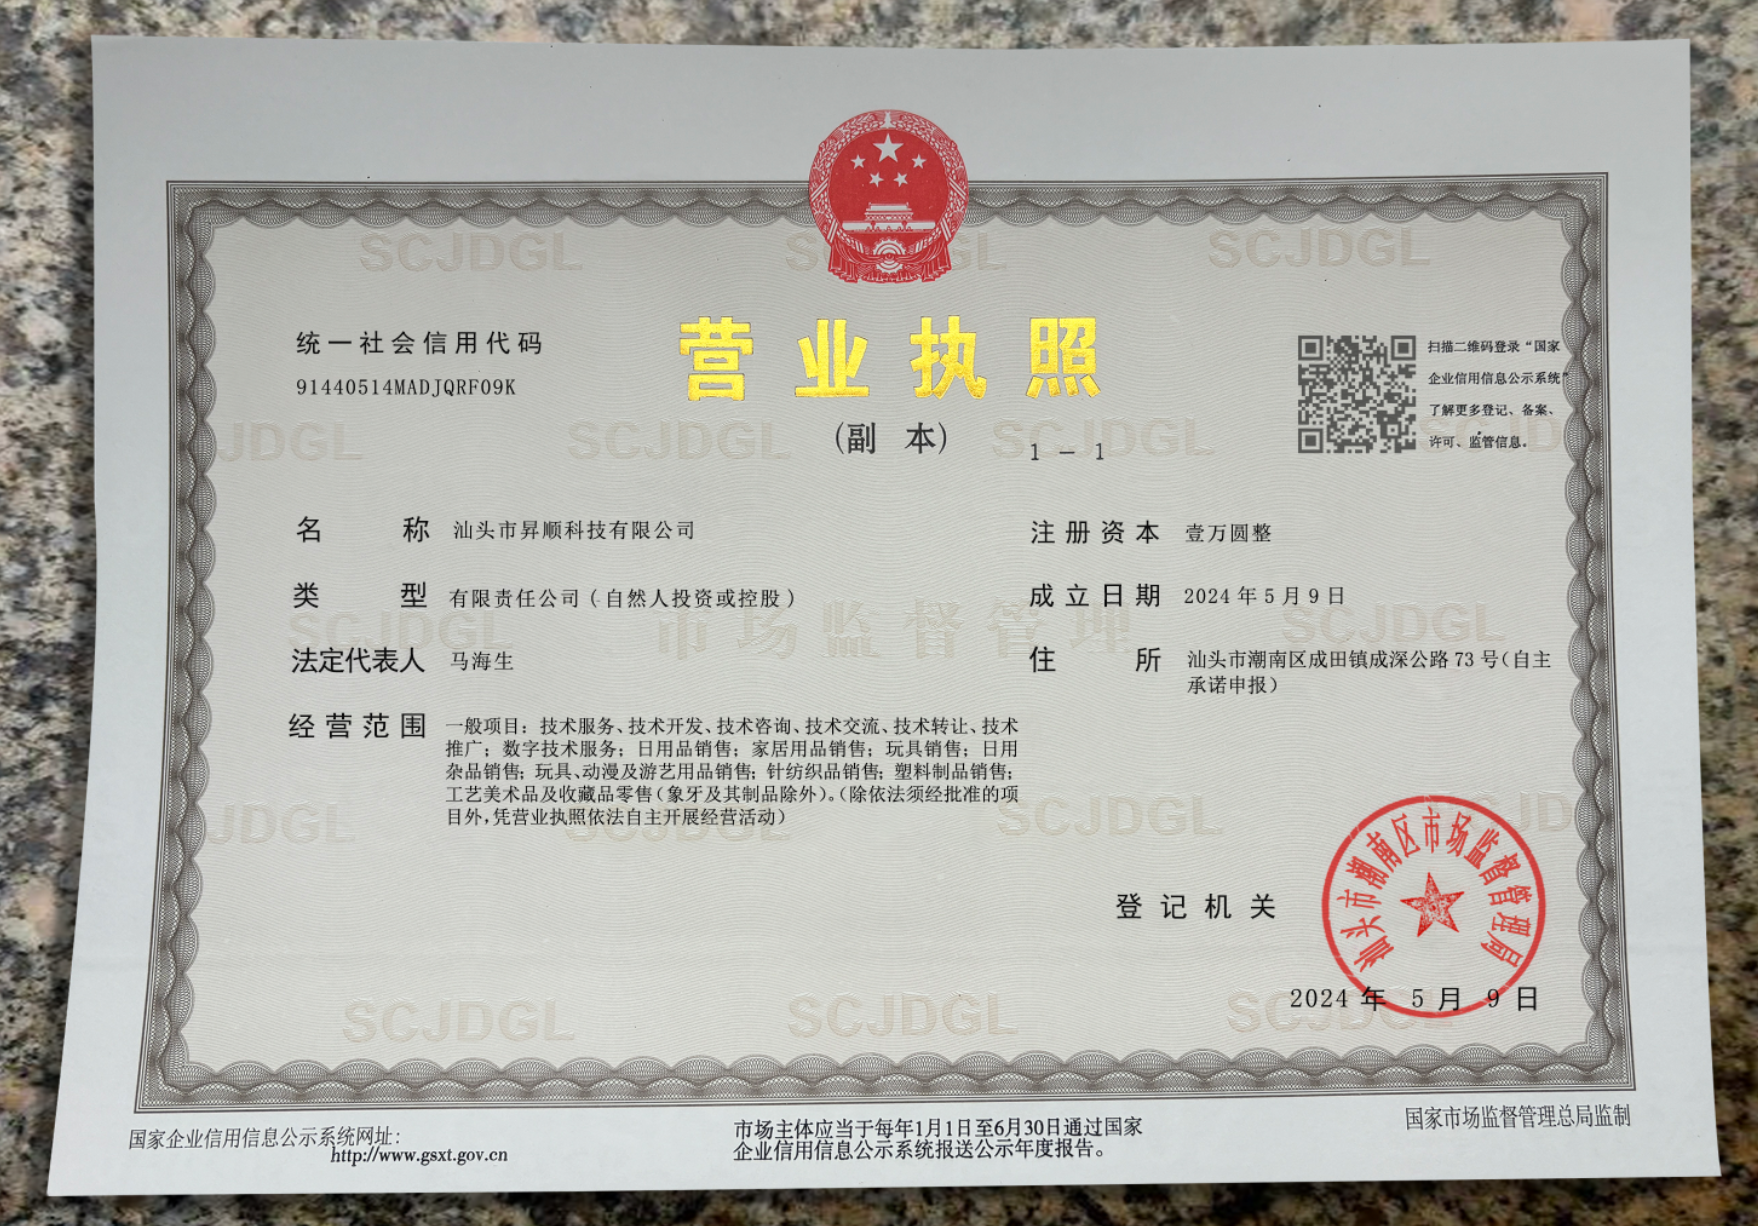 统一社会信用代码
91440514MADJQRF09K
营业执照
（副 本）
1 - 1
扫描二维码登录“国家
企业信用信息公示系统”
了解更多登记、备案、
许可、监管信息。
名称 汕头市昇顺科技有限公司
类型 有限责任公司（自然人投资或控股）
法定代表人 马海生
经营范围 一般项目：技术服务、技术开发、技术咨询、技术交流、技术转让、技术
推广；数字技术服务；日用品销售；家居用品销售；玩具销售；日用
杂品销售；玩具、动漫及游艺用品销售；针纺织品销售；塑料制品销售；
工艺美术品及收藏品零售（象牙及其制品除外）。（除依法须经批准的项
目外，凭营业执照依法自主开展经营活动）
注册资本 壹万圆整
成立日期 2024年5月9日
住所 汕头市潮南区成田镇成深公路73号（自主
承诺申报）
登记机关
汕头市潮南区市场监督管理局
2024年 5月 9日
国家企业信用信息公示系统网址：
http://www.gsxt.gov.cn
市场主体应当于每年1月1日至6月30日通过国家
企业信用信息公示系统报送公示年度报告。
国家市场监督管理总局监制
SCJDGL
市场监督管理